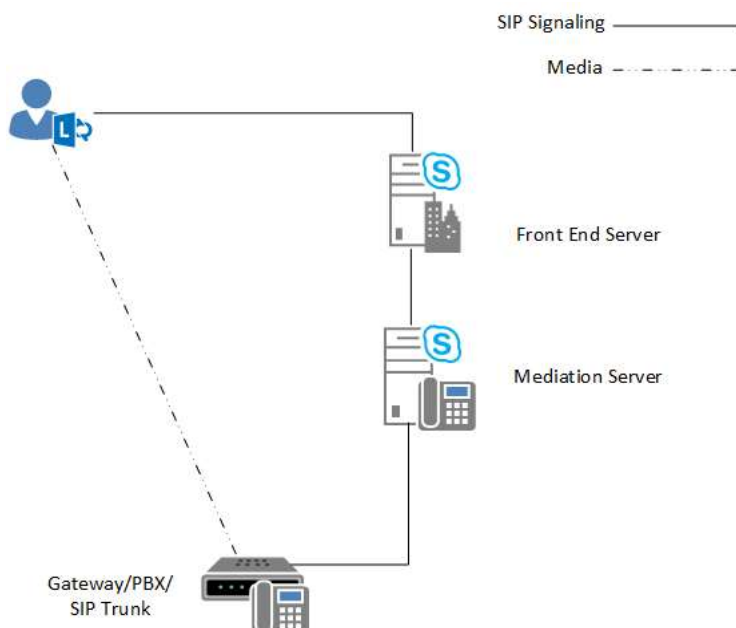 SIP Signaling
Media
L
S
Front End Server
S
Mediation Server
Gateway/PBX/
SIP Trunk